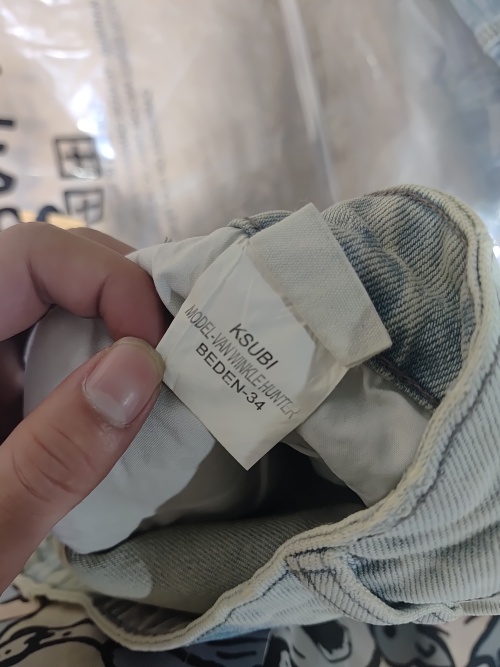 KSUBI
MODEL-VAN WINKLE HUNTER
BEDEN-34